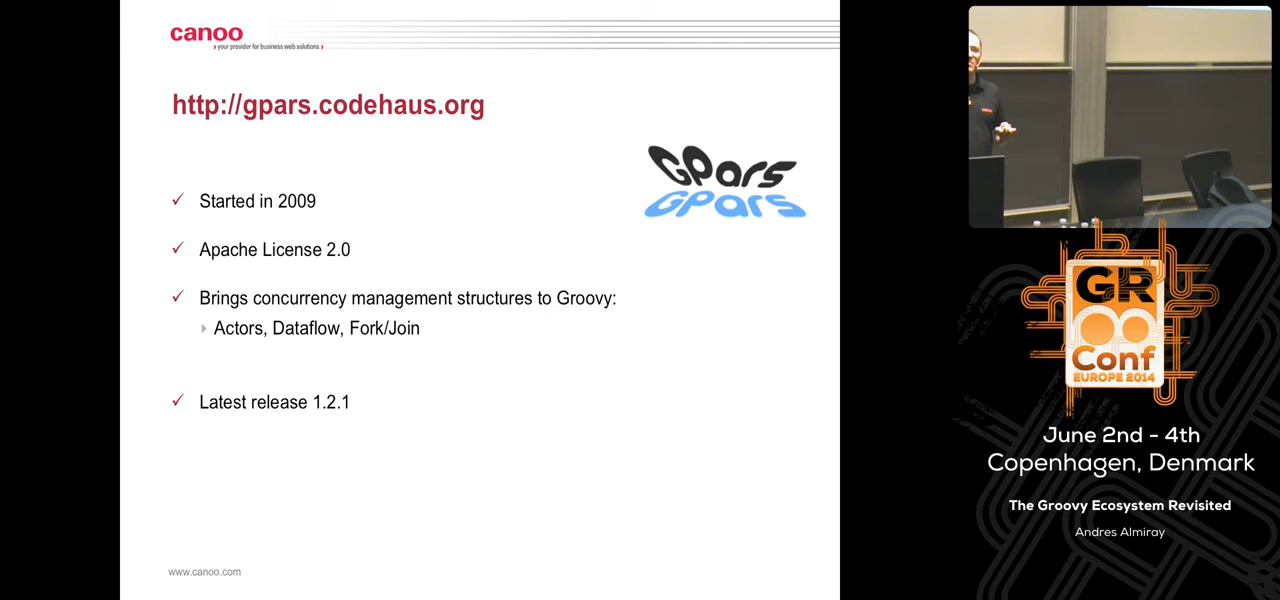 canoo
› your provider for business web solutions ›
http://gpars.codehaus.org
GPars
GPars
Started in 2009
Apache License 2.0
Brings concurrency management structures to Groovy:
Actors, Dataflow, Fork/Join
Latest release 1.2.1
www.canoo.com
GR
OO
Conf
EUROPE 2014
June 2nd - 4th
Copenhagen, Denmark
The Groovy Ecosystem Revisited
Andres Almiray